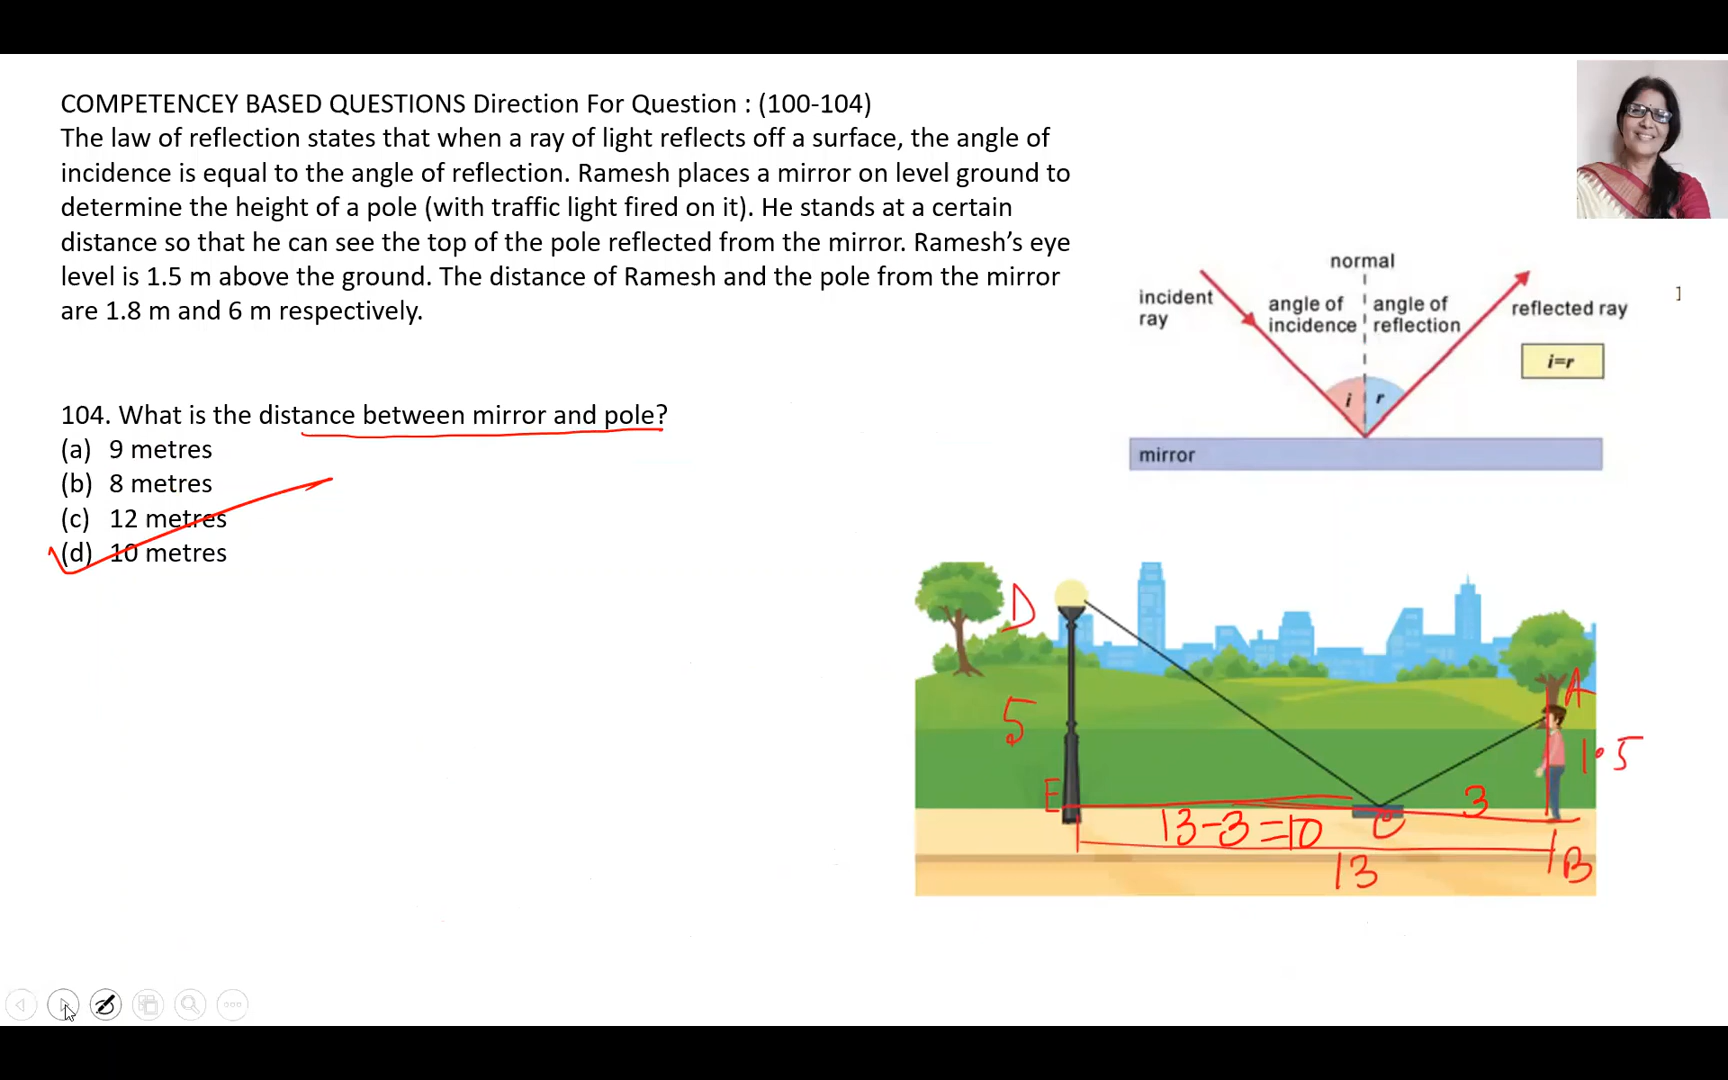 COMPETENCEY BASED QUESTIONS Direction For Question : (100-104)
The law of reflection states that when a ray of light reflects off a surface, the angle of
incidence is equal to the angle of reflection. Ramesh places a mirror on level ground to
determine the height of a pole (with traffic light fired on it). He stands at a certain
distance so that he can see the top of the pole reflected from the mirror. Ramesh's eye
level is 1.5 m above the ground. The distance of Ramesh and the pole from the mirror
are 1.8 m and 6 m respectively.
104. What is the distance between mirror and pole?
(a) 9 metres
(b) 8 metres
(c) 12 metres
(d) 10 metres
normal
incident
ray
angle of
incidence
angle of
reflection
reflected ray
i=r
i
r
mirror
]
D
A
5
1.5
E
3
13-3=10
C
13
B